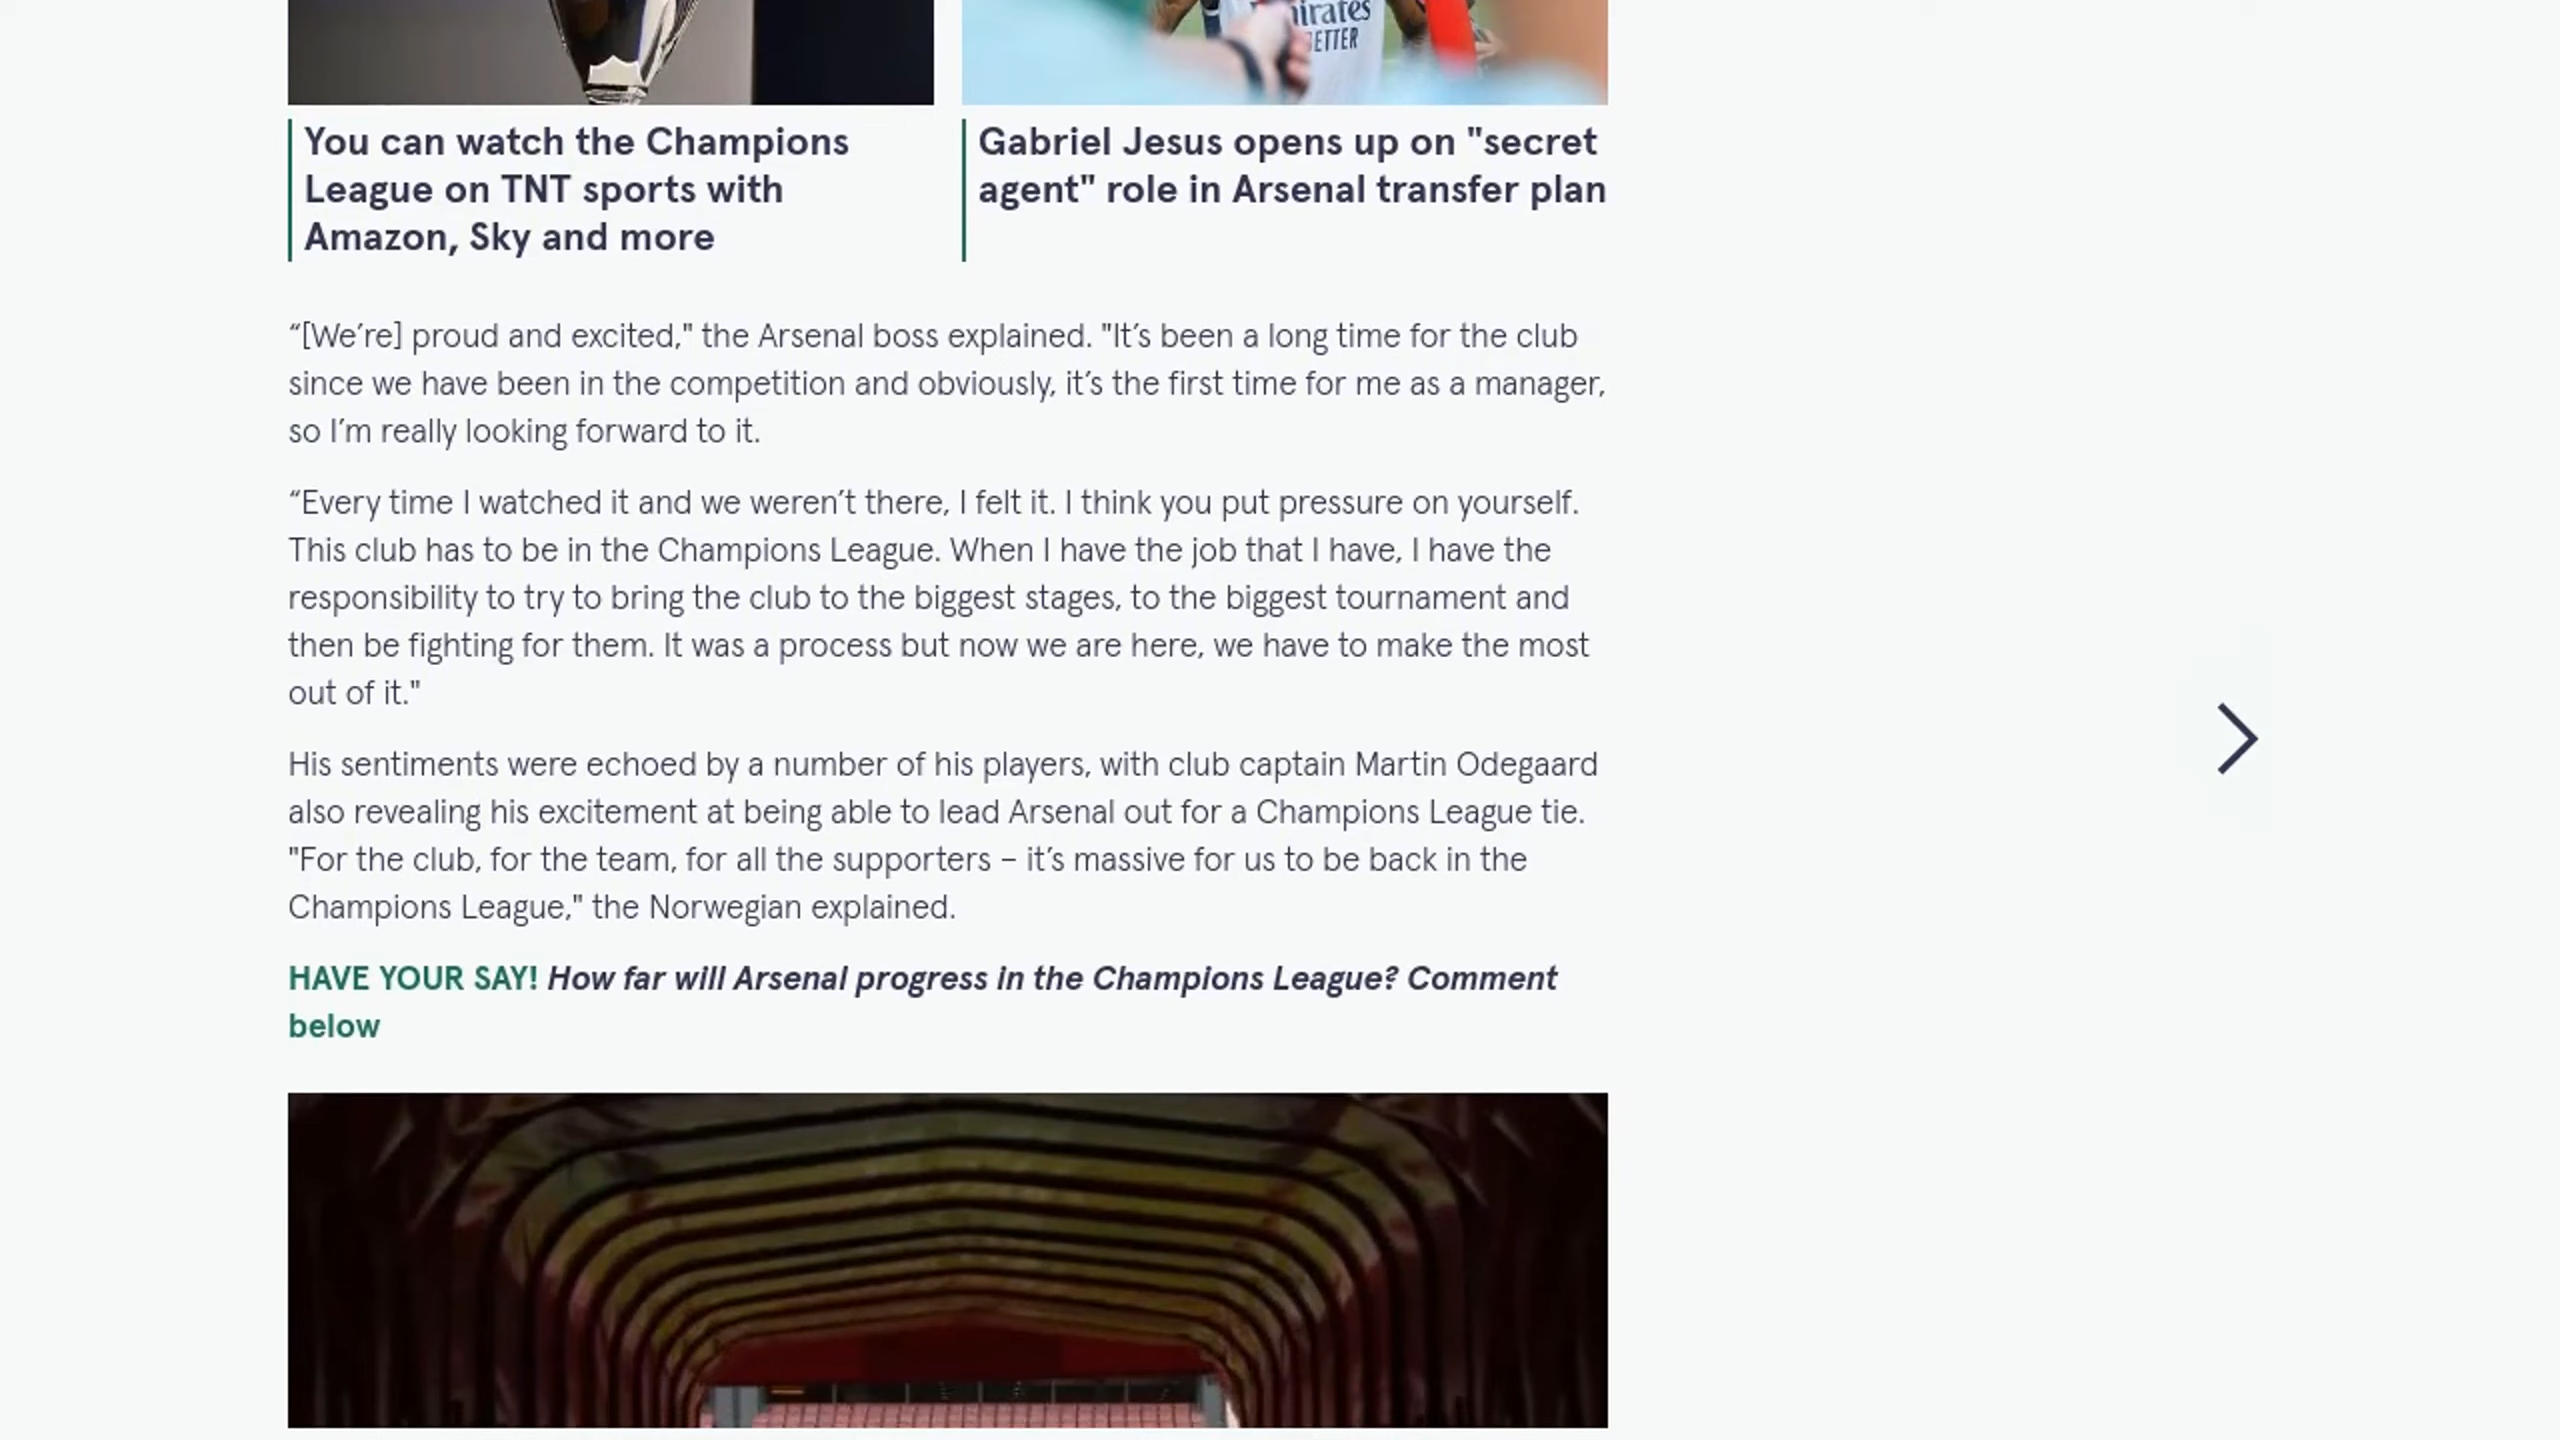 Emirates
BETTER
You can watch the Champions
League on TNT sports with
Amazon, Sky and more
Gabriel Jesus opens up on "secret
agent" role in Arsenal transfer plan
“[We’re] proud and excited," the Arsenal boss explained. "It’s been a long time for the club
since we have been in the competition and obviously, it’s the first time for me as a manager,
so I’m really looking forward to it.
“Every time I watched it and we weren’t there, I felt it. I think you put pressure on yourself.
This club has to be in the Champions League. When I have the job that I have, I have the
responsibility to try to bring the club to the biggest stages, to the biggest tournament and
then be fighting for them. It was a process but now we are here, we have to make the most
out of it."
His sentiments were echoed by a number of his players, with club captain Martin Odegaard
also revealing his excitement at being able to lead Arsenal out for a Champions League tie.
"For the club, for the team, for all the supporters – it’s massive for us to be back in the
Champions League," the Norwegian explained.
HAVE YOUR SAY! How far will Arsenal progress in the Champions League? Comment
below